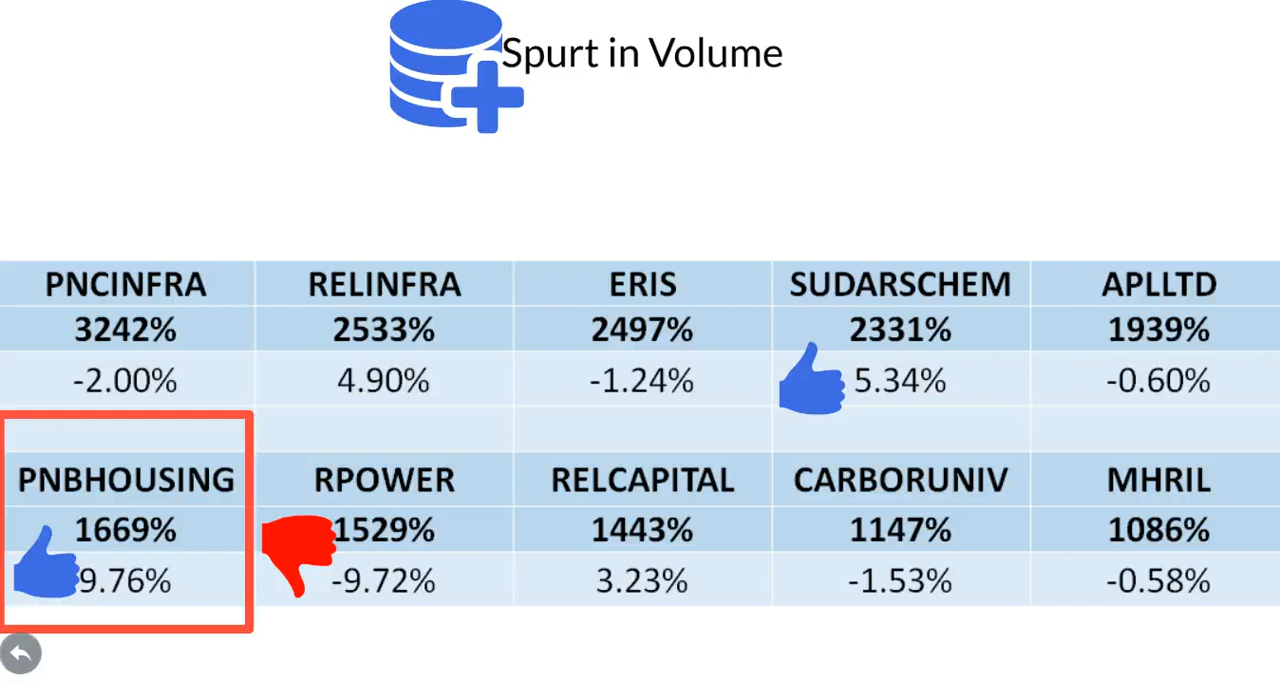 Spurt in Volume
PNCINFRA RELINFRA ERIS SUDARSCHEM APLLTD
3242% 2533% 2497% 2331% 1939%
-2.00% 4.90% -1.24% 5.34% -0.60%
PNBHOUSING RPOWER RELCAPITAL CARBORUNIV MHRIL
1669% 1529% 1443% 1147% 1086%
9.76% -9.72% 3.23% -1.53% -0.58%